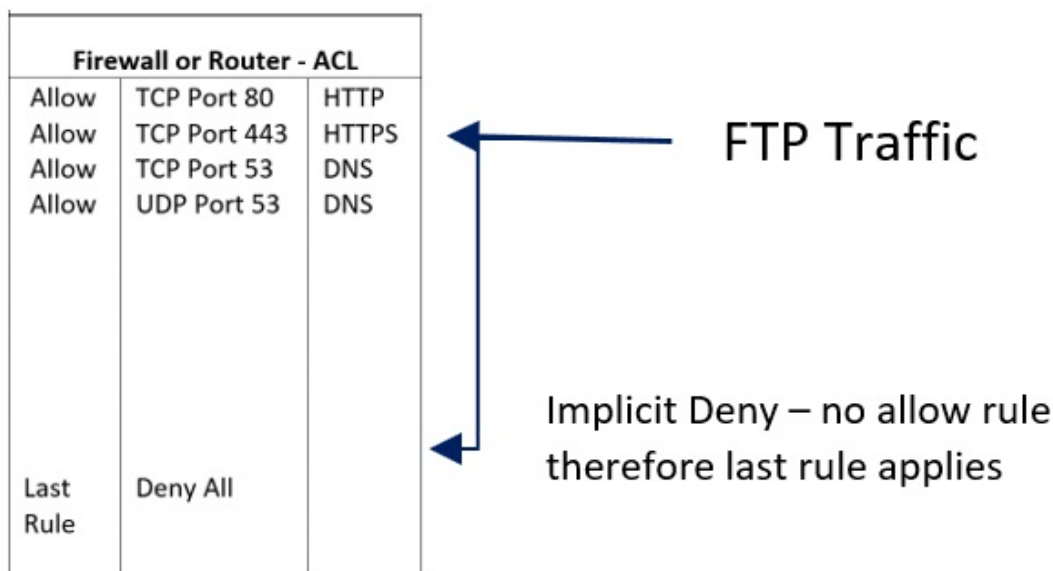 Firewall or Router - ACL
Allow TCP Port 80 HTTP
Allow TCP Port 443 HTTPS
Allow TCP Port 53 DNS
Allow UDP Port 53 DNS
FTP Traffic
Implicit Deny – no allow rule
therefore last rule applies
Last Deny All
Rule